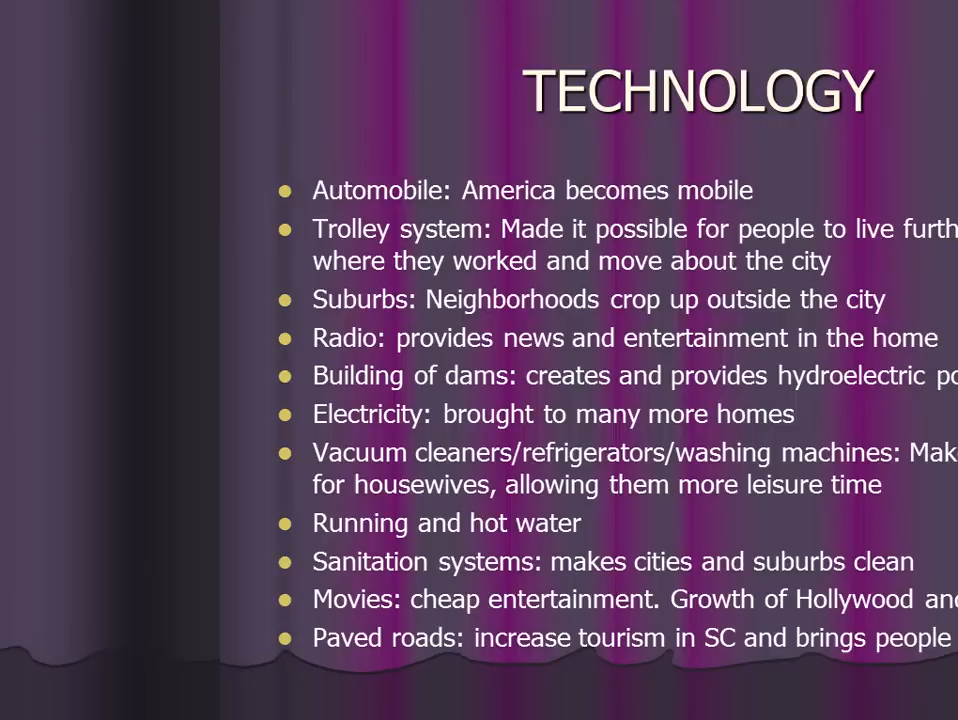 TECHNOLOGY
Automobile: America becomes mobile
Trolley system: Made it possible for people to live
where they worked and move about the city
Suburbs: Neighborhoods crop up outside the city
Radio: provides news and entertainment in the home
Building of dams: creates and provides hydroelectric
Electricity: brought to many more homes
Vacuum cleaners/refrigerators/washing machines:
for housewives, allowing them more leisure time
Running and hot water
Sanitation systems: makes cities and suburbs clean
Movies: cheap entertainment. Growth of Hollywood
Paved roads: increase tourism in SC and brings people